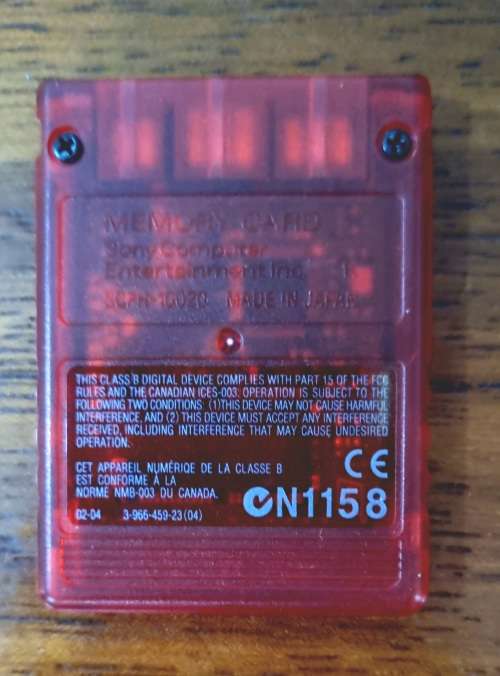 MEMORY CARD
Sony Computer
Entertainment Inc. 1
SCPH-10020 MADE IN JAPAN
THIS CLASS B DIGITAL DEVICE COMPLIES WITH PART 15 OF THE FCC
RULES AND THE CANADIAN ICES-003. OPERATION IS SUBJECT TO THE
FOLLOWING TWO CONDITIONS: (1)THIS DEVICE MAY NOT CAUSE HARMFUL
INTERFERENCE, AND (2) THIS DEVICE MUST ACCEPT ANY INTERFERENCE
RECEIVED, INCLUDING INTERFERENCE THAT MAY CAUSE UNDESIRED
OPERATION.
CET APPAREIL NUMÉRIQE DE LA CLASSE B
EST CONFORME À LA
NORME NMB-003 DU CANADA.
CE
N1158
02-04 3-966-459-23(04)